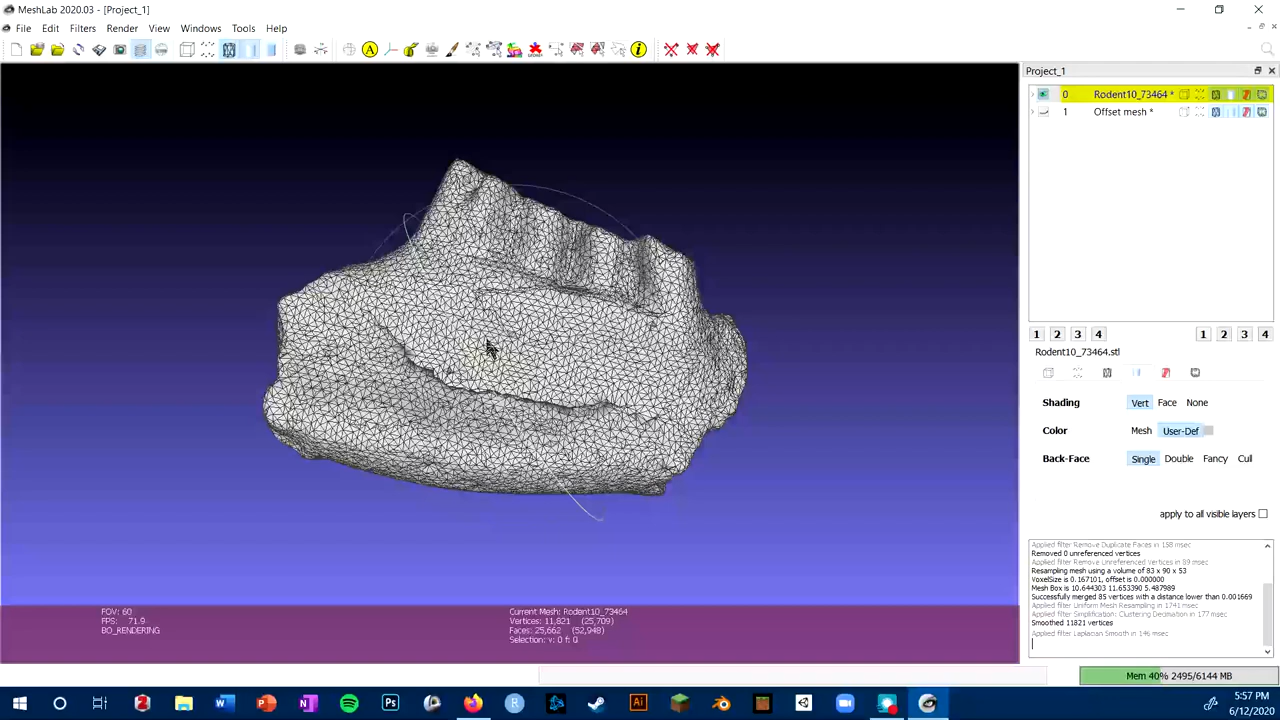 MeshLab 2020.03 - [Project_1]
File Edit Filters Render View Windows Tools Help
Project_1
0 Rodent10_73464 *
1 Offset mesh *
1 2 3 4 1 2 3 4
Rodent10_73464.stl
Shading Vert Face None
Color Mesh User-Def
Back-Face Single Double Fancy Cull
apply to all visible layers
Applied filter Remove Duplicate Faces in 158 msec
Removed 0 unreferenced vertices
Applied filter Remove Unreferenced Vertices in 89 msec
Resampling mesh using a volume of 83 x 90 x 53
VoxelSize is 0.167101, offset is 0.000000
Mesh Box is 10.644303 11.653390 5.487989
Successfully merged 85 vertices with a distance lower than 0.001669
Applied filter Uniform Mesh Resampling in 1741 msec
Applied filter Simplification: Clustering Decimation in 177 msec
Smoothed 11821 vertices
Applied filter Laplacian Smooth in 146 msec
FOV: 60
FPS: 71.9
BO_RENDERING
Current Mesh: Rodent10_73464
Vertices: 11,821 (25,709)
Faces: 25,662 (52,948)
Selection: v: 0 f: 0
Mem 40% 2495/6144 MB
5:57 PM
6/12/2020